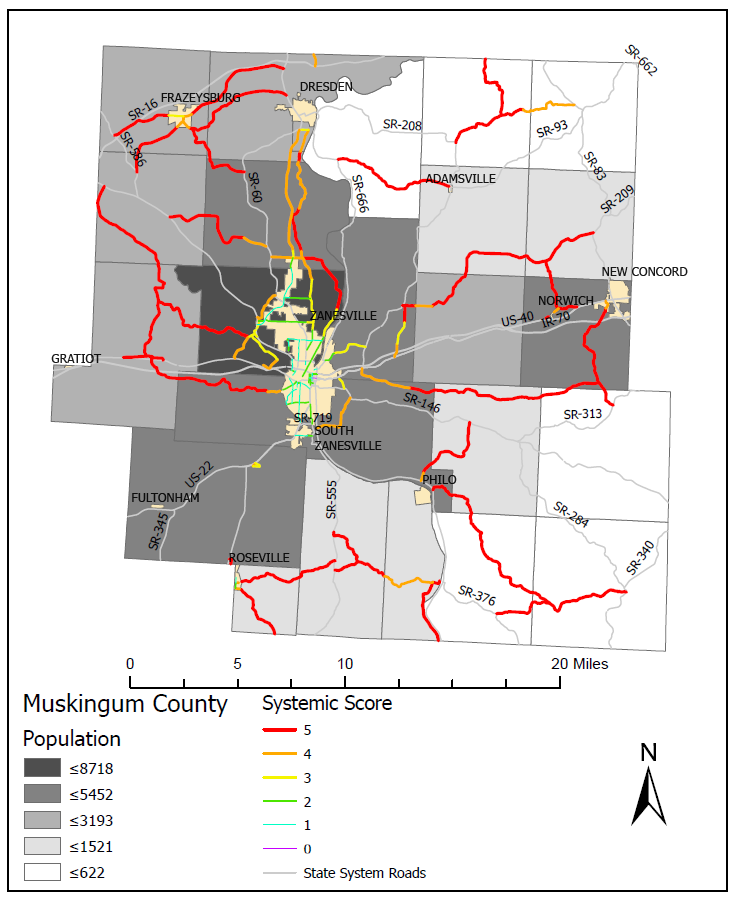 SR-662
DRESDEN
FRAZEYSBURG
SR-16
SR-208
SR-93
SR-586
SR-83
SR-60
SR-666
ADAMSVILLE
SR-209
NEW CONCORD
NORWICH
ZANESVILLE
US-40
IR-70
GRATIOT
SR-146
SR-313
SR-719
SOUTH
ZANESVILLE
US-22
PHILO
FULTONHAM
SR-555
SR-284
SR-345
ROSEVILLE
SR-340
SR-376
0 5 10 20 Miles
Muskingum County
Population
≤8718
≤5452
≤3193
≤1521
≤622
Systemic Score
5
4
3
2
1
0
State System Roads
N